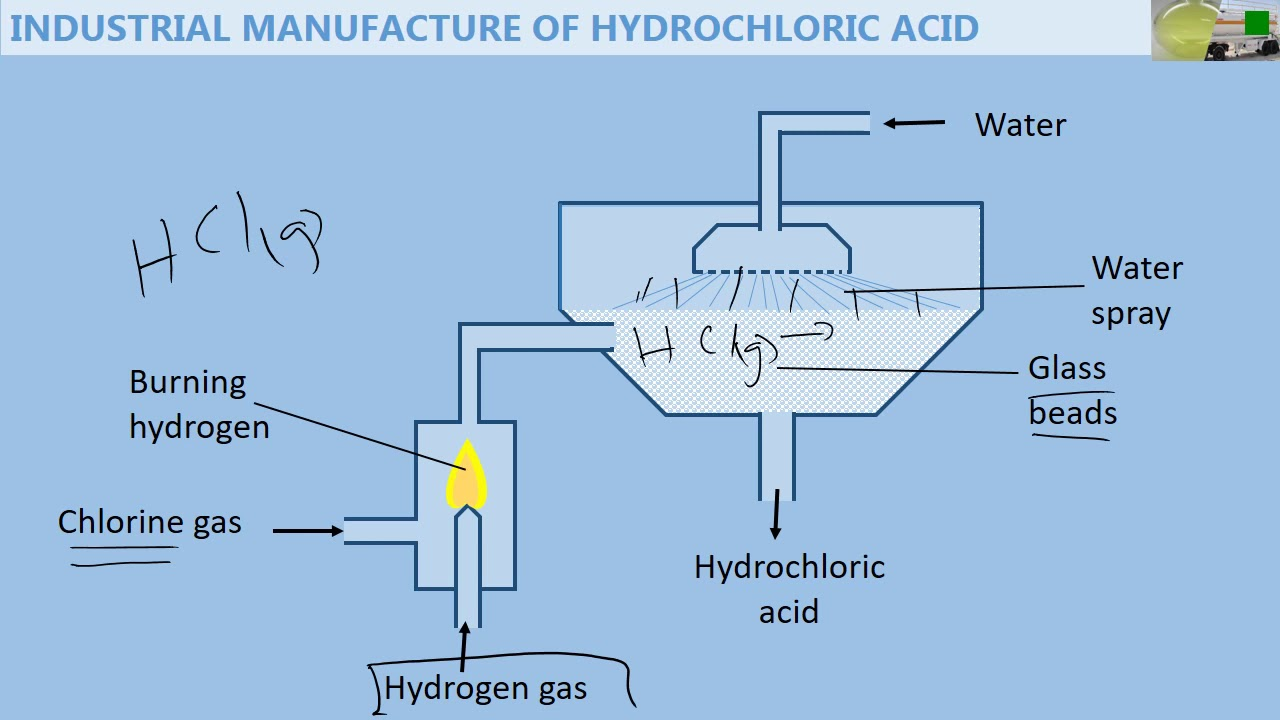 INDUSTRIAL MANUFACTURE OF HYDROCHLORIC ACID
Water
HCl(g)
Water
spray
HCl(g) →
Glass
beads
Burning
hydrogen
Chlorine gas
Hydrochloric
acid
Hydrogen gas